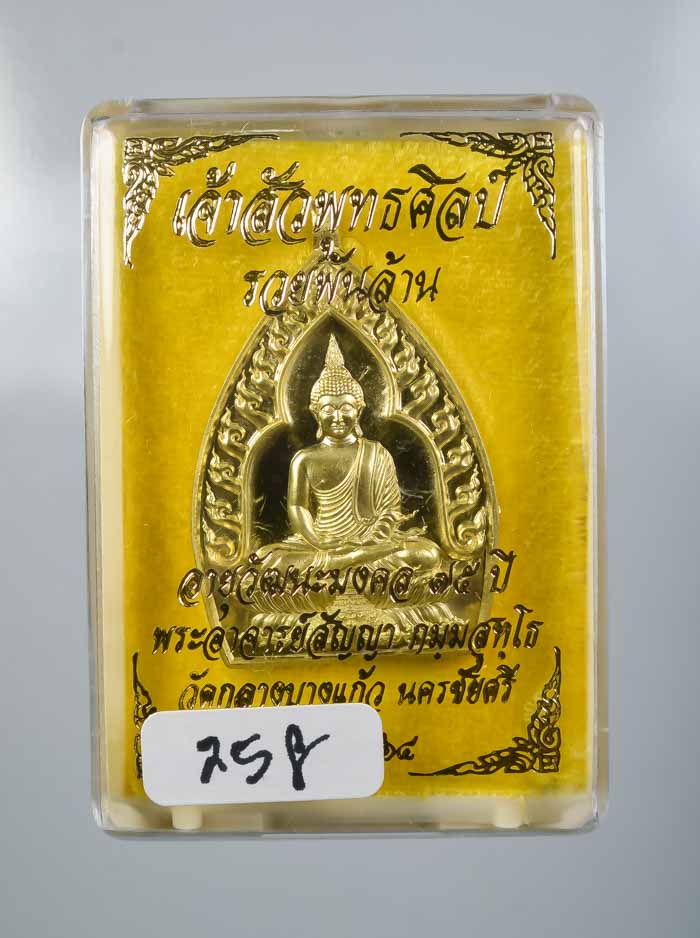 เจ้าสัวพุทธศิลป์
รวยพันล้าน
อายุวัฒนะมงคล ๗๕ ปี
พระอาจารย์สัญญา กมฺมสุทฺโธ
วัดกลางบางแก้ว นครชัยศรี
๖๔
258